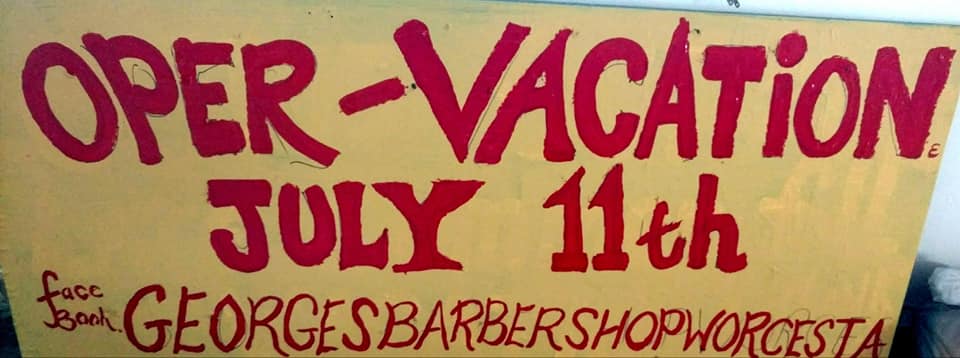 OPER-VACATiON E
JULY 11th
face Book. GEORGESBARBERSHOPWORCESTA